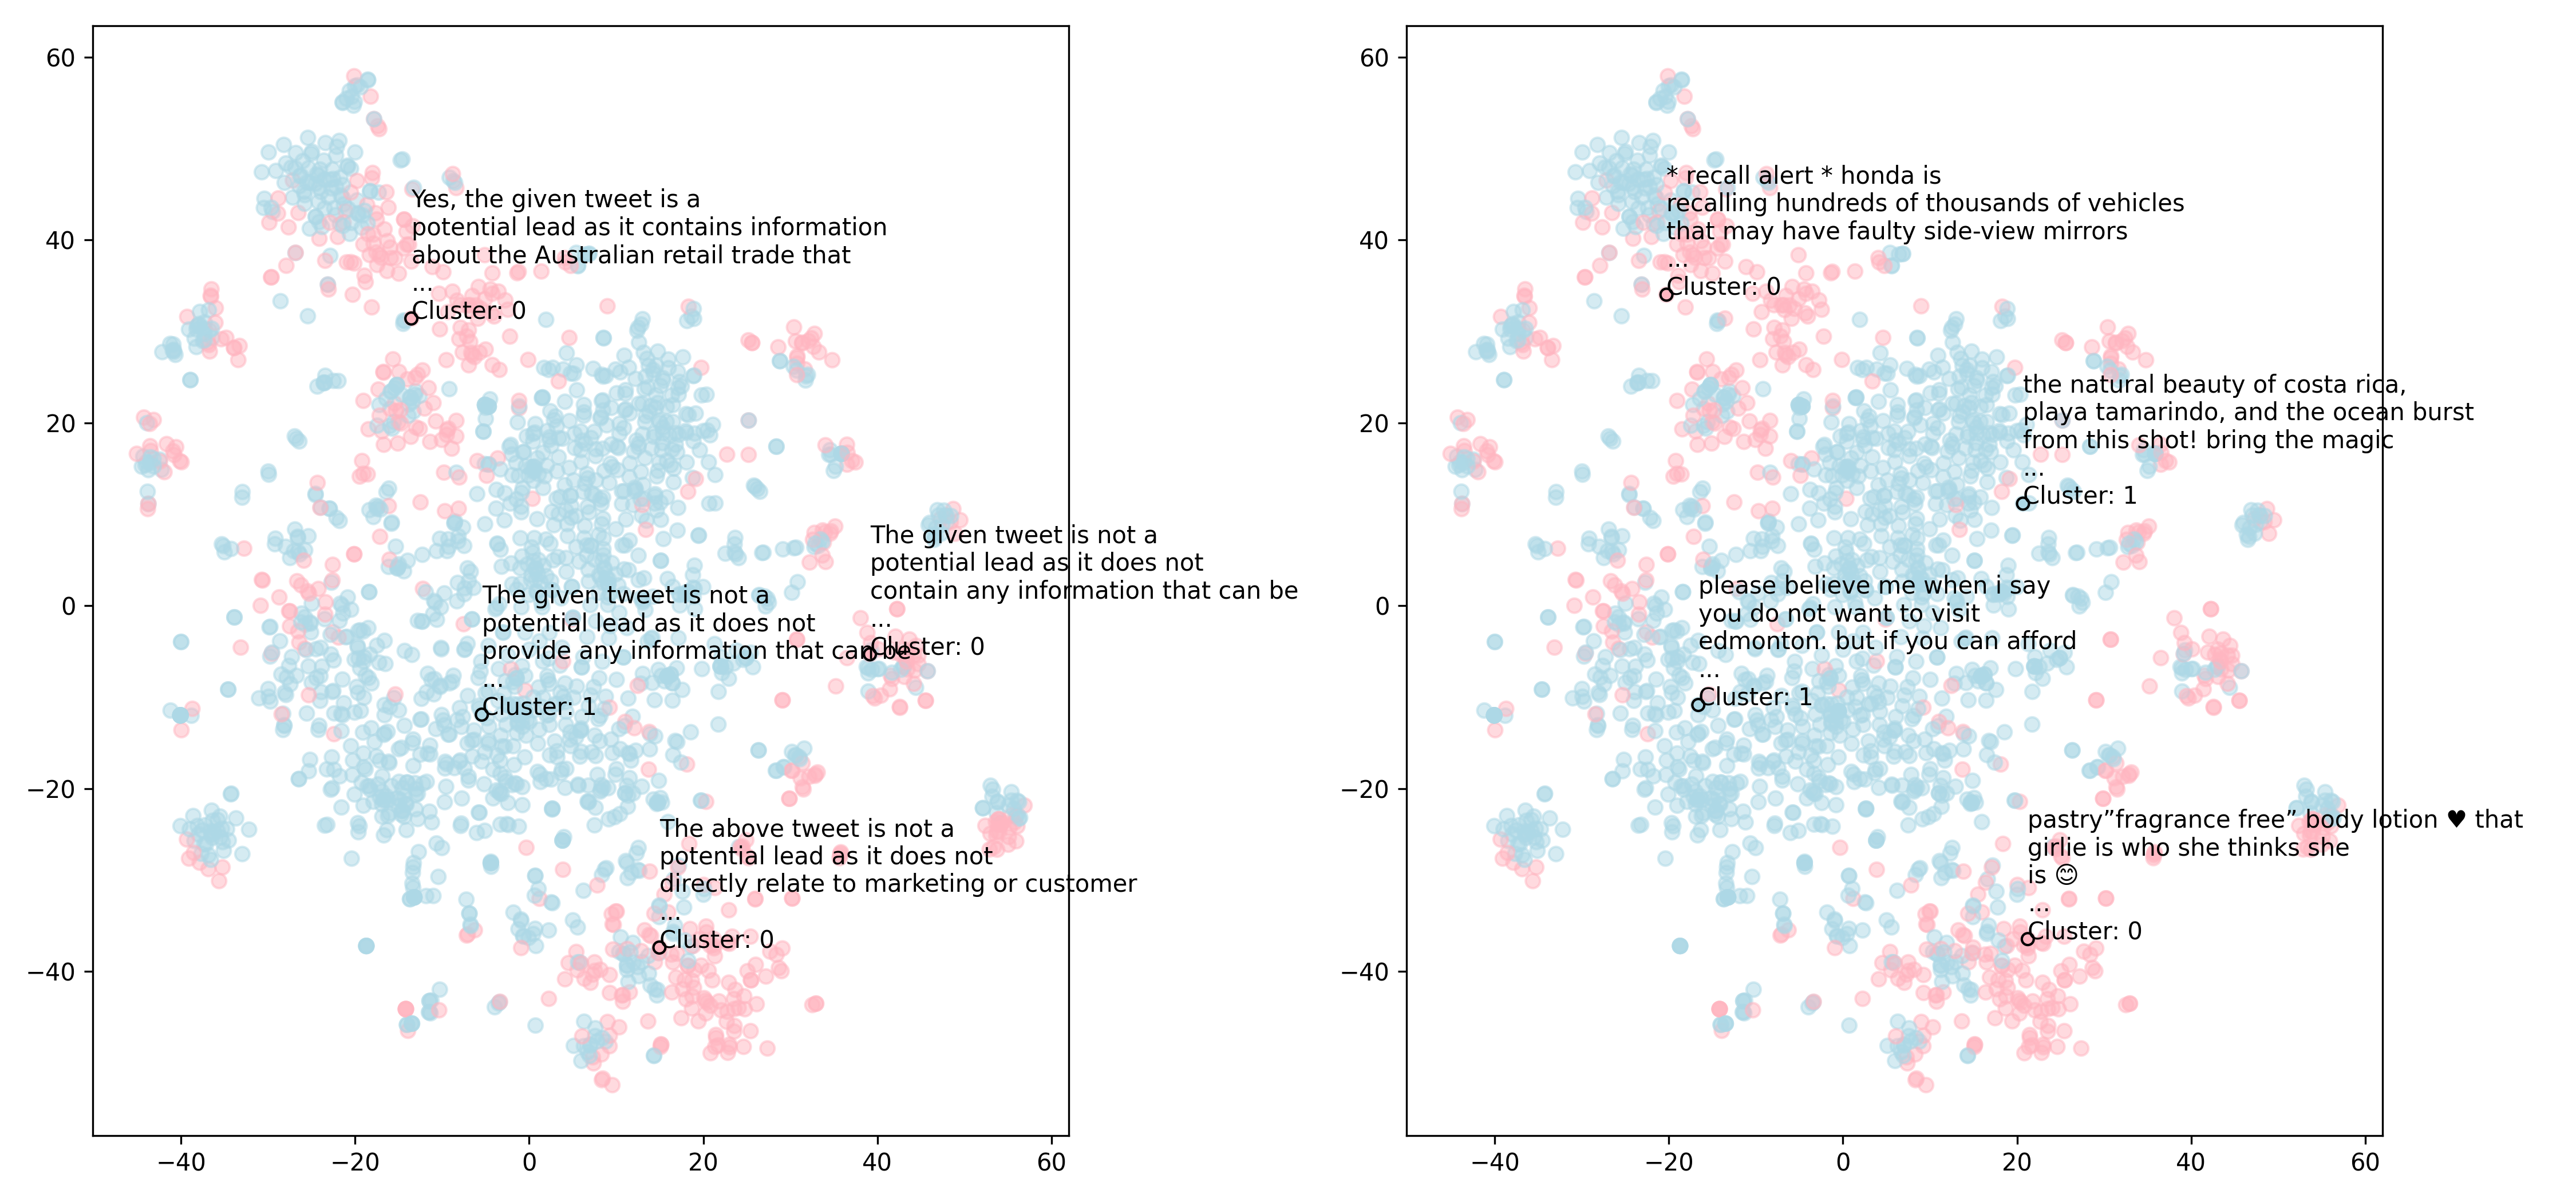 60
40
20
0
−20
−40
−40
−20
0
20
40
60
Yes, the given tweet is a
potential lead as it contains information
about the Australian retail trade that
...
Cluster: 0
The given tweet is not a
potential lead as it does not
contain any information that can be
...
Cluster: 0
The given tweet is not a
potential lead as it does not
provide any information that can be
...
Cluster: 1
The above tweet is not a
potential lead as it does not
directly relate to marketing or customer
...
Cluster: 0
60
40
20
0
−20
−40
−40
−20
0
20
40
60
* recall alert * honda is
recalling hundreds of thousands of vehicles
that may have faulty side-view mirrors
...
Cluster: 0
the natural beauty of costa rica,
playa tamarindo, and the ocean burst
from this shot! bring the magic
...
Cluster: 1
please believe me when i say
you do not want to visit
edmonton. but if you can afford
...
Cluster: 1
pastry”fragrance free” body lotion ♥ that
girlie is who she thinks she
is 😊
...
Cluster: 0